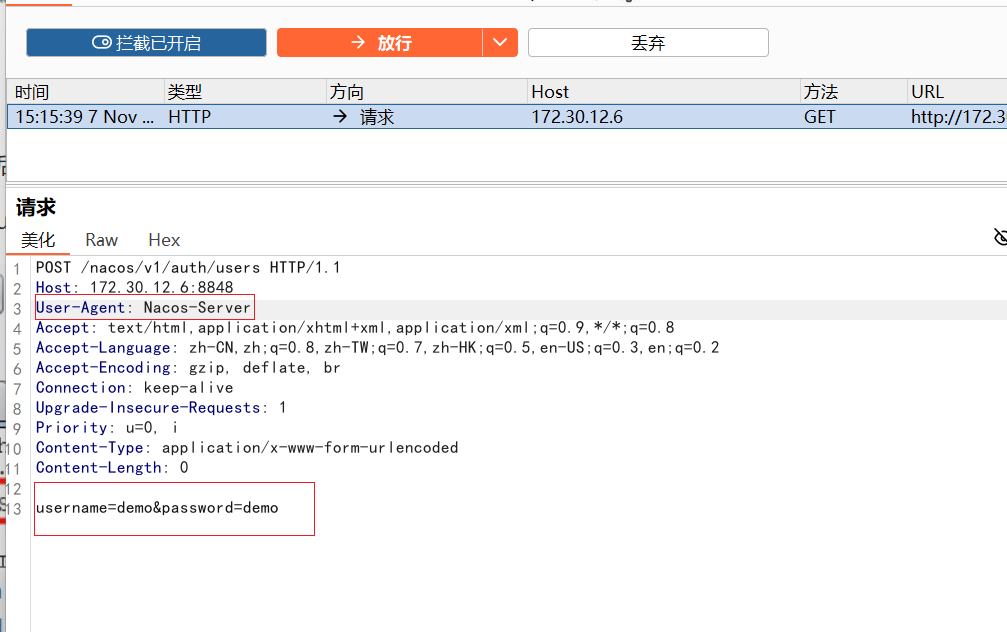 拦截已开启 → 放行 丢弃
时间 类型 方向 Host 方法 URL
15:15:39 7 Nov ... HTTP → 请求 172.30.12.6 GET http://172.3
请求
美化 Raw Hex
1 POST /nacos/v1/auth/users HTTP/1.1
2 Host: 172.30.12.6:8848
3 User-Agent: Nacos-Server
4 Accept: text/html,application/xhtml+xml,application/xml;q=0.9,*/*;q=0.8
5 Accept-Language: zh-CN,zh;q=0.8,zh-TW;q=0.7,zh-HK;q=0.5,en-US;q=0.3,en;q=0.2
6 Accept-Encoding: gzip, deflate, br
7 Connection: keep-alive
8 Upgrade-Insecure-Requests: 1
9 Priority: u=0, i
10 Content-Type: application/x-www-form-urlencoded
11 Content-Length: 0
12
13 username=demo&password=demo